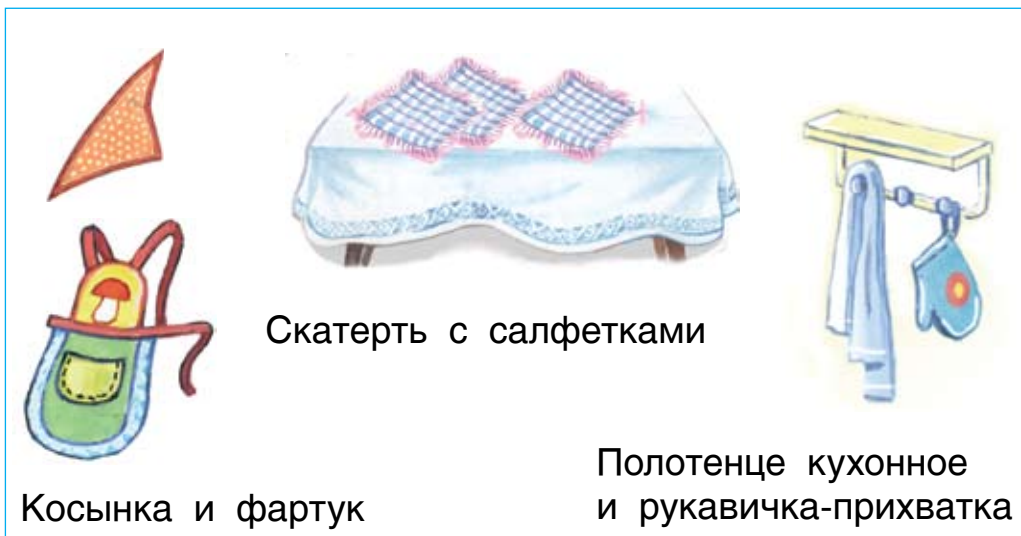 Скатерть с салфетками
Косынка и фартук
Полотенце кухонное
и рукавичка-прихватка